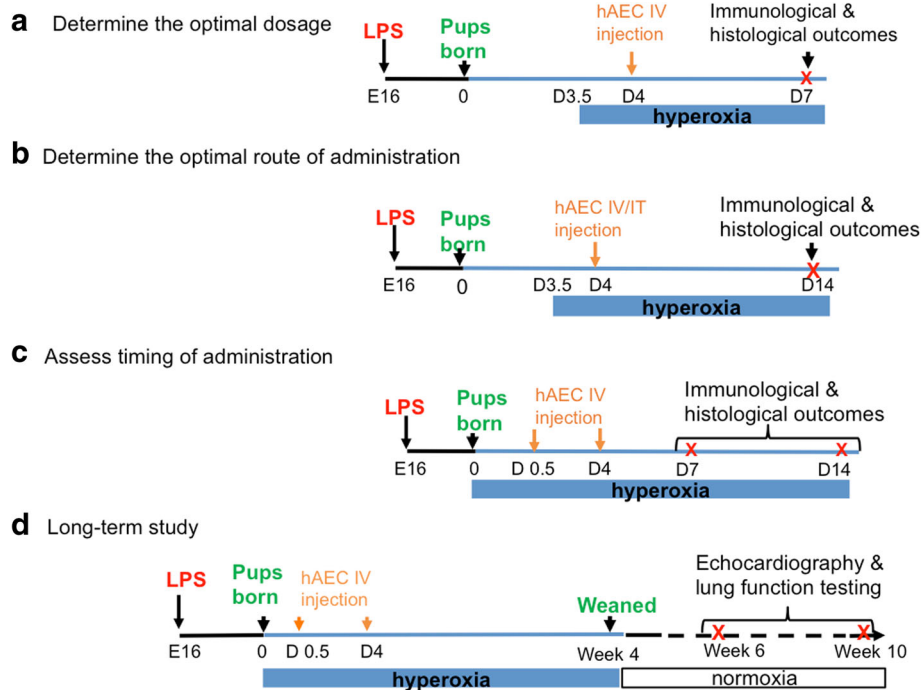 a Determine the optimal dosage
LPS
Pups
born
hAEC IV
injection
Immunological &
histological outcomes
X
E16 0 D3.5 D4 D7
hyperoxia
b Determine the optimal route of administration
LPS
Pups
born
hAEC IV/IT
injection
Immunological &
histological outcomes
X
E16 0 D3.5 D4 D14
hyperoxia
c Assess timing of administration
LPS
Pups
born
hAEC IV
injection
Immunological &
histological outcomes
X X
E16 0 D 0.5 D4 D7 D14
hyperoxia
d Long-term study
LPS
Pups
born
hAEC IV
injection
Weaned
Echocardiography &
lung function testing
X X
E16 0 D 0.5 D4 Week 4 Week 6 Week 10
hyperoxia normoxia